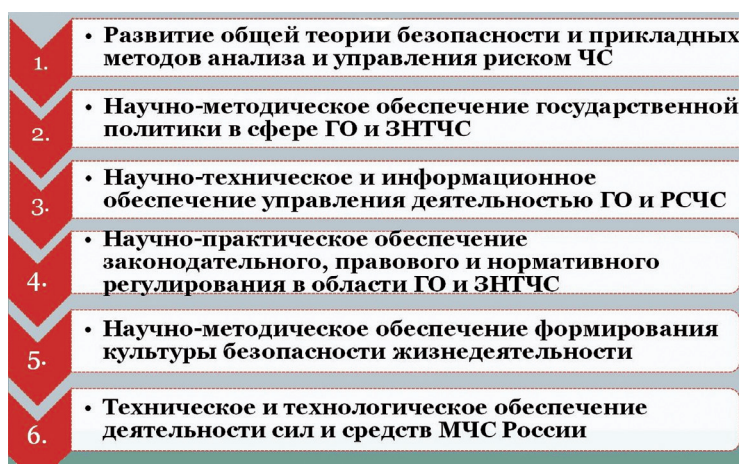 1.
• Развитие общей теории безопасности и прикладных
методов анализа и управления риском ЧС
2.
• Научно-методическое обеспечение государственной
политики в сфере ГО и ЗНТЧС
3.
• Научно-техническое и информационное
обеспечение управления деятельностью ГО и РСЧС
4.
• Научно-практическое обеспечение
законодательного, правового и нормативного
регулирования в области ГО и ЗНТЧС
5.
• Научно-методическое обеспечение формирования
культуры безопасности жизнедеятельности
6.
• Техническое и технологическое обеспечение
деятельности сил и средств МЧС России